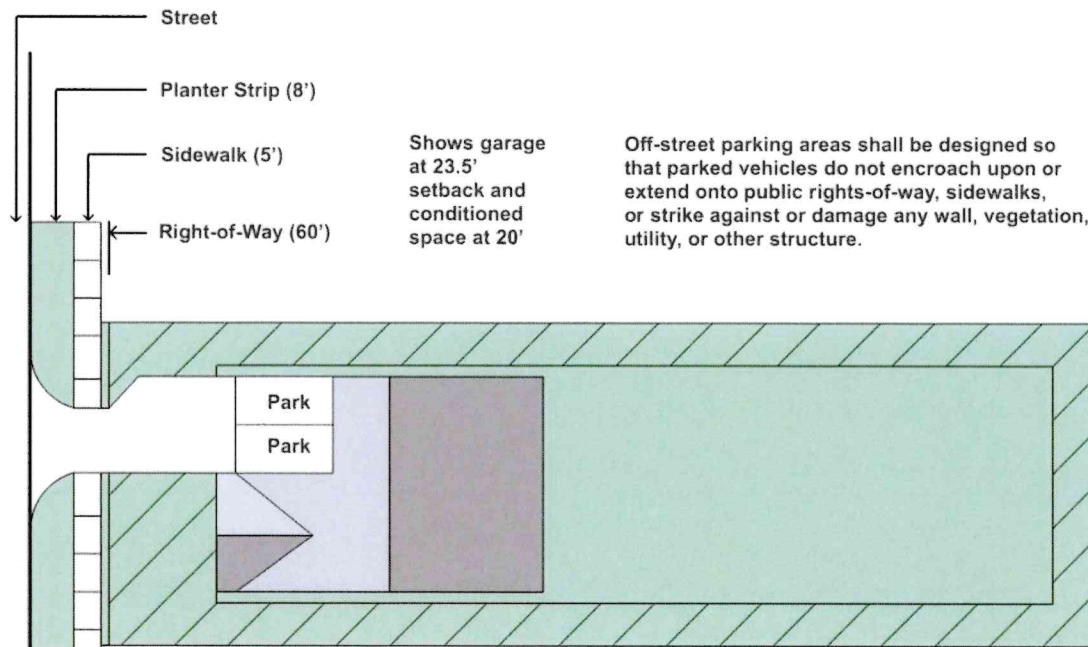 Street
Planter Strip (8')
Sidewalk (5')
Right-of-Way (60')
Shows garage
at 23.5'
setback and
conditioned
space at 20'
Off-street parking areas shall be designed so
that parked vehicles do not encroach upon or
extend onto public rights-of-way, sidewalks,
or strike against or damage any wall, vegetation,
utility, or other structure.
Park
Park